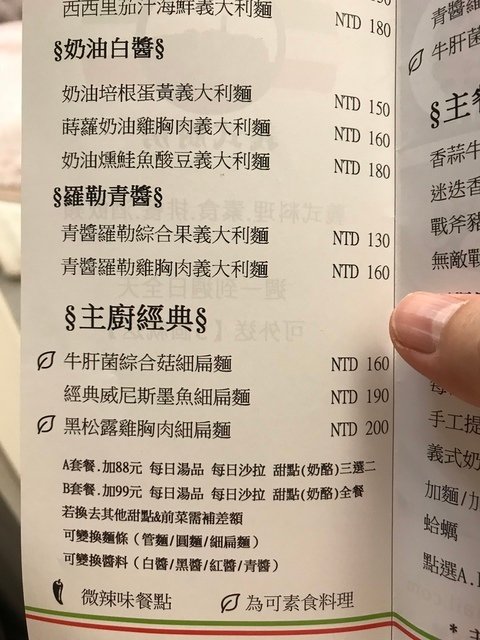 西西里茄汁海鮮義大利麵 NTD 180
§奶油白醬§
奶油培根蛋黃義大利麵 NTD 150
蒔蘿奶油雞胸肉義大利麵 NTD 160
奶油燻鮭魚酸豆義大利麵 NTD 180
§羅勒青醬§
青醬羅勒綜合果義大利麵 NTD 130
青醬羅勒雞胸肉義大利麵 NTD 160
§主廚經典§
牛肝菌綜合菇細扁麵 NTD 160
經典威尼斯墨魚細扁麵 NTD 190
黑松露雞胸肉細扁麵 NTD 200
A套餐.加88元 每日湯品 每日沙拉 甜點(奶酪)三選二
B套餐.加99元 每日湯品 每日沙拉 甜點(奶酪)全餐
若換去其他甜點&前菜需補差額
可變換麵條（管麵/圓麵/細扁麵）
可變換醬料（白醬/黑醬/紅醬/青醬）
微辣味餐點 為可素食料理
青醬羅
牛肝菌
§主餐
香蒜牛
迷迭香
戰斧豬
無敵戰
手工提
義式奶
加麵/加
蛤蠣
點選A.